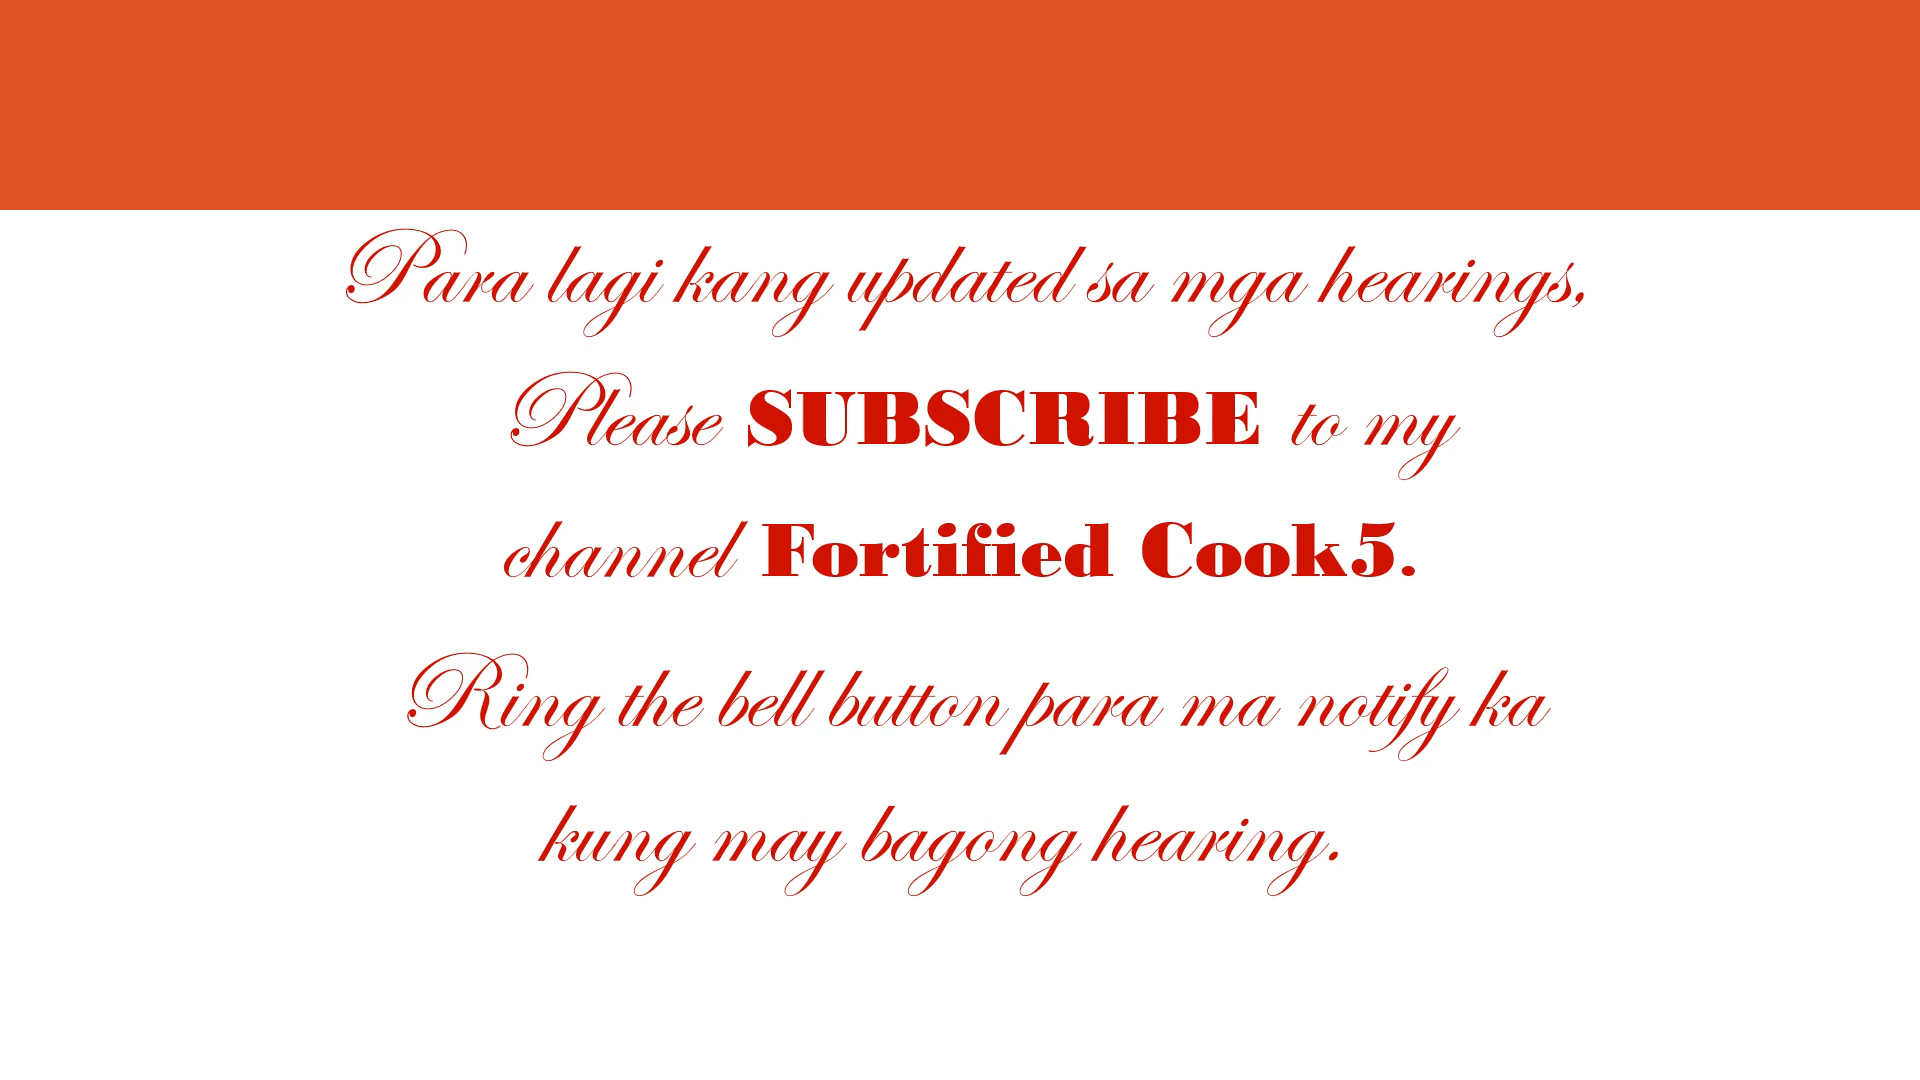 Para lagi kang updated sa mga hearings,
Please SUBSCRIBE to my
channel Fortified Cook5.
Ring the bell button para ma notify ka
kung may bagong hearing.